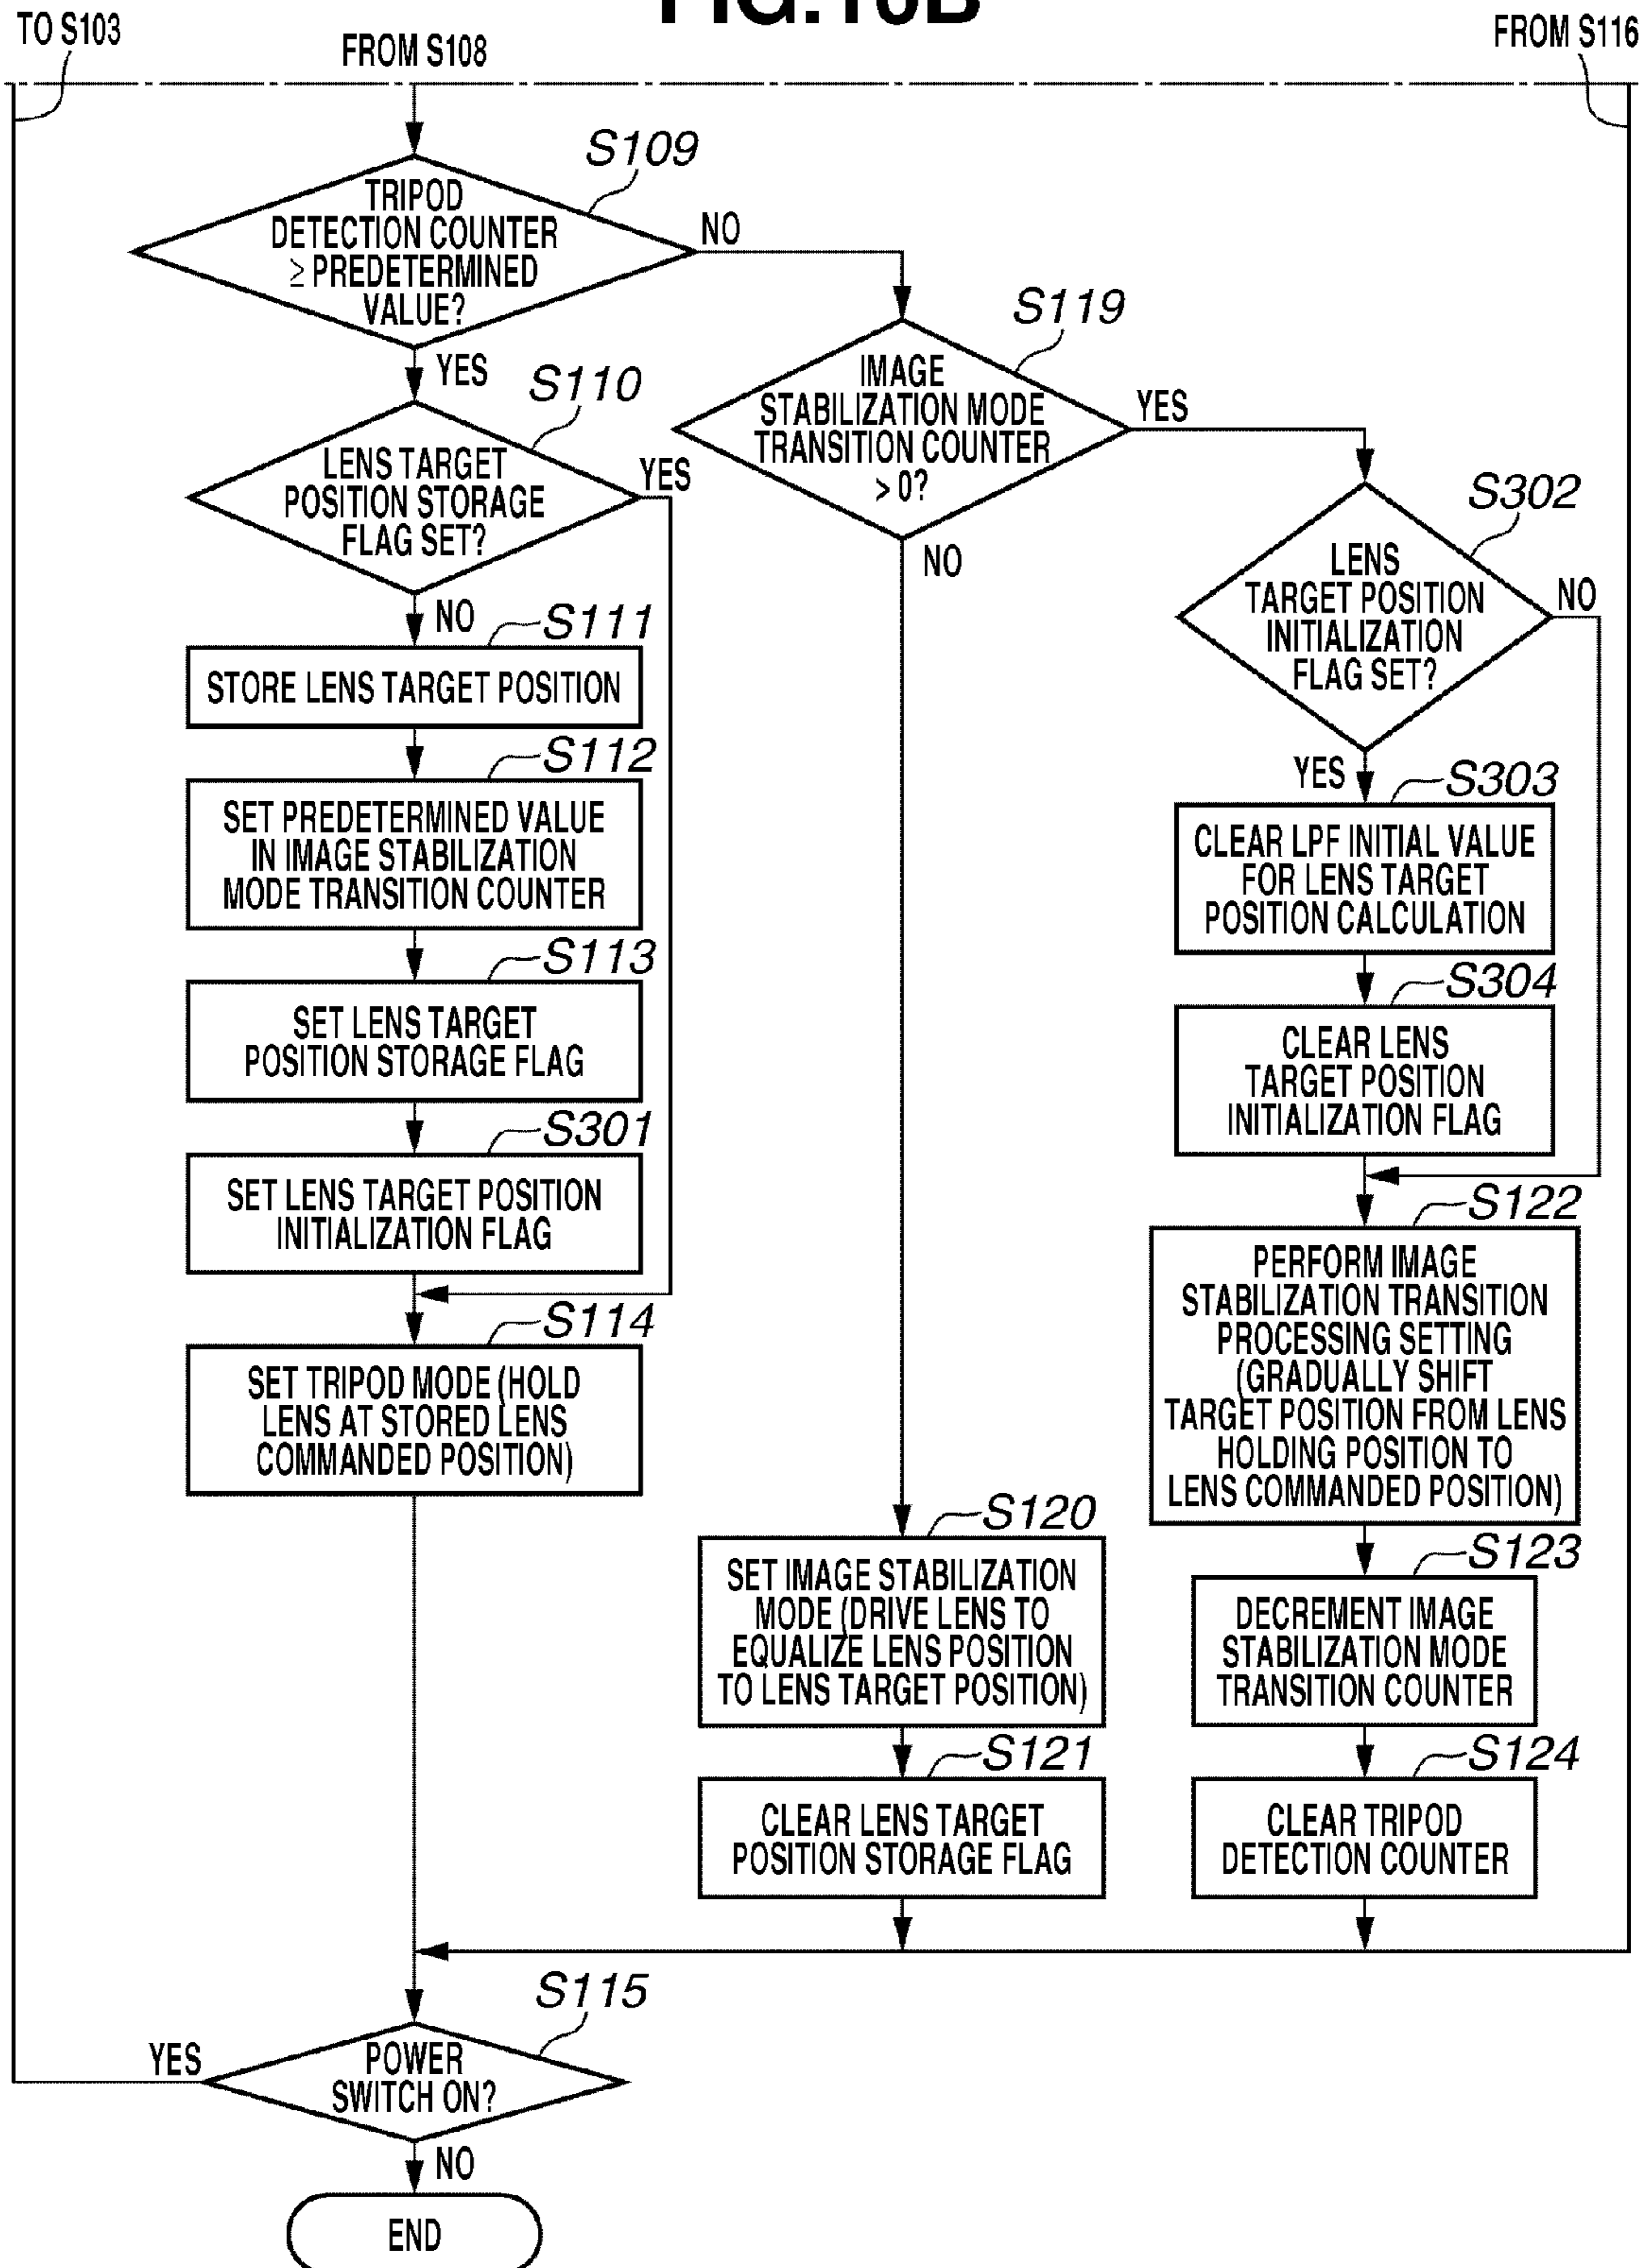 TO S103
FROM S108
FROM S116
S109
TRIPOD
DETECTION COUNTER
≥ PREDETERMINED
VALUE?
NO
YES
S119
IMAGE
STABILIZATION MODE
TRANSITION COUNTER
> 0?
YES
NO
S110
LENS TARGET
POSITION STORAGE
FLAG SET?
YES
NO
S302
LENS
TARGET POSITION
INITIALIZATION
FLAG SET?
NO
YES
S111
STORE LENS TARGET POSITION
S112
SET PREDETERMINED VALUE
IN IMAGE STABILIZATION
MODE TRANSITION COUNTER
S113
SET LENS TARGET
POSITION STORAGE FLAG
S301
SET LENS TARGET POSITION
INITIALIZATION FLAG
S114
SET TRIPOD MODE (HOLD
LENS AT STORED LENS
COMMANDED POSITION)
S303
CLEAR LPF INITIAL VALUE
FOR LENS TARGET
POSITION CALCULATION
S304
CLEAR LENS
TARGET POSITION
INITIALIZATION FLAG
S122
PERFORM IMAGE
STABILIZATION TRANSITION
PROCESSING SETTING
(GRADUALLY SHIFT
TARGET POSITION FROM LENS
HOLDING POSITION TO
LENS COMMANDED POSITION)
S120
SET IMAGE STABILIZATION
MODE (DRIVE LENS TO
EQUALIZE LENS POSITION
TO LENS TARGET POSITION)
S123
DECREMENT IMAGE
STABILIZATION MODE
TRANSITION COUNTER
S121
CLEAR LENS TARGET
POSITION STORAGE FLAG
S124
CLEAR TRIPOD
DETECTION COUNTER
S115
POWER
SWITCH ON?
YES
NO
END